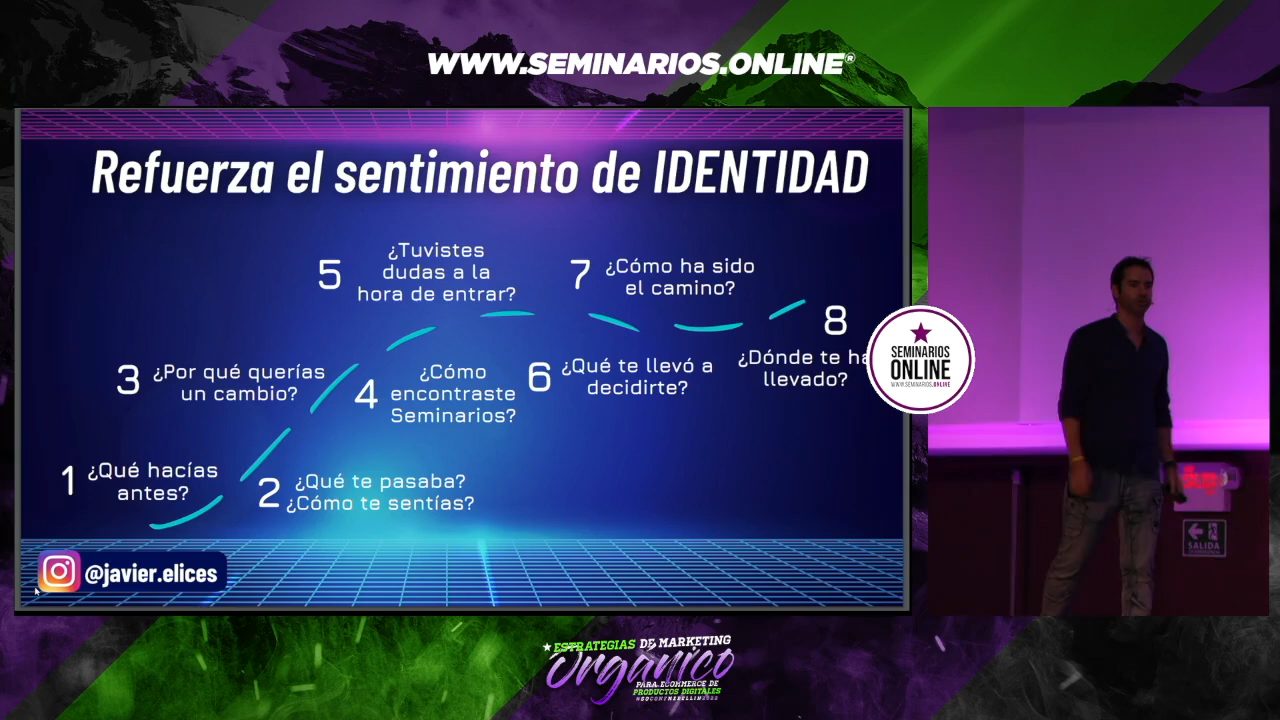 WWW.SEMINARIOS.ONLINE®
Refuerza el sentimiento de IDENTIDAD
1 ¿Qué hacías
antes?
2 ¿Qué te pasaba?
¿Cómo te sentías?
3 ¿Por qué querías
un cambio?
4 ¿Cómo
encontraste
Seminarios?
5 ¿Tuvistes
dudas a la
hora de entrar?
6 ¿Qué te llevó a
decidirte?
7 ¿Cómo ha sido
el camino?
8
¿Dónde te ha
llevado?
@javier.elices
SEMINARIOS
ONLINE
WWW.SEMINARIOS.ONLINE
SALIDA
ESTRATEGIAS DE MARKETING
Orgánico
PARA ECOMMERCE DE
PRODUCTOS DIGITALES